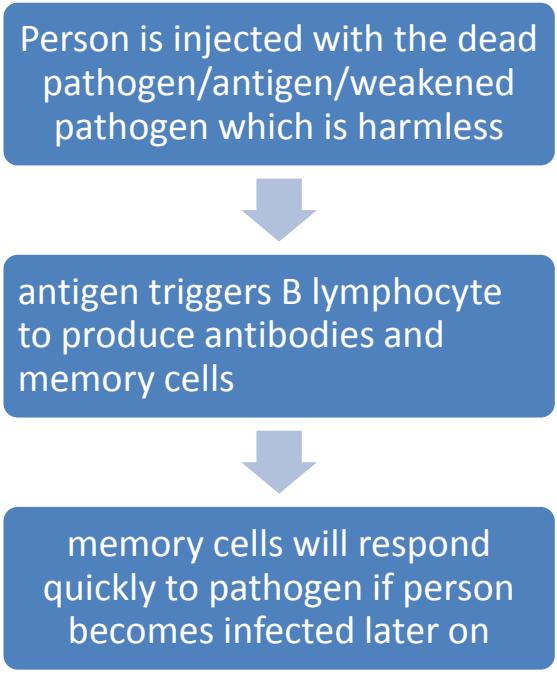 Person is injected with the dead
pathogen/antigen/weakened
pathogen which is harmless
antigen triggers B lymphocyte
to produce antibodies and
memory cells
memory cells will respond
quickly to pathogen if person
becomes infected later on